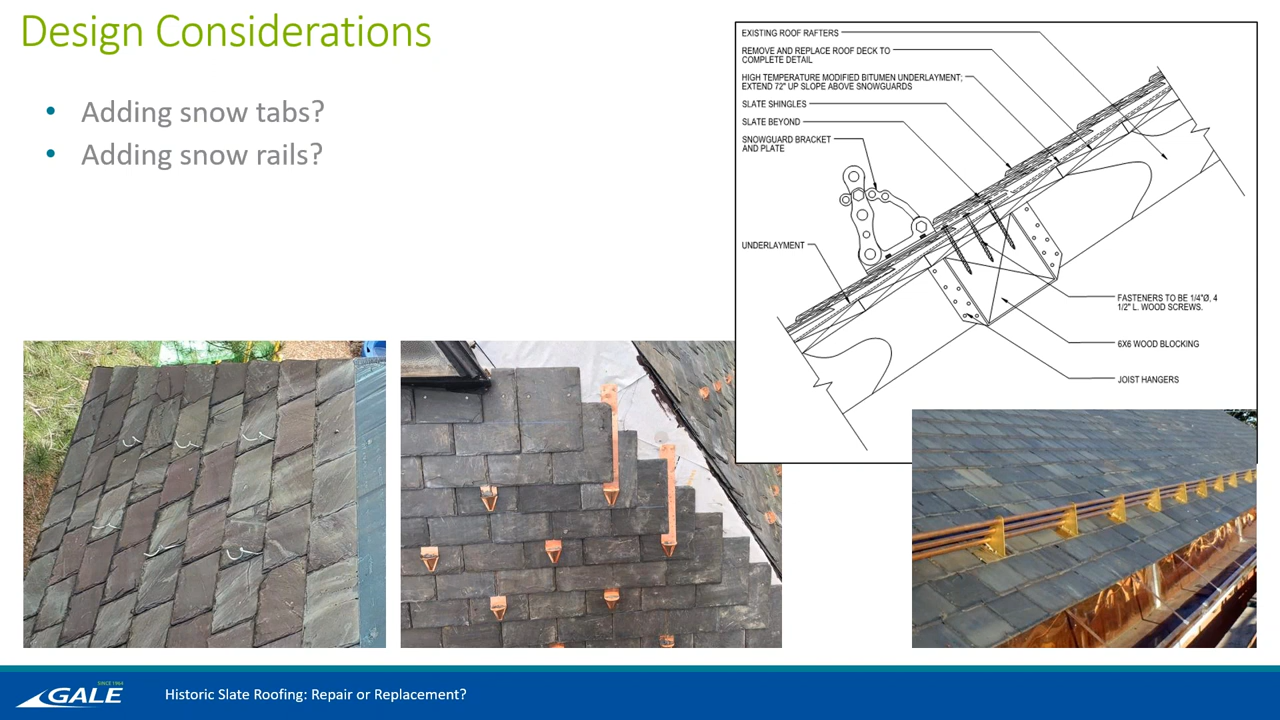 Design Considerations
• Adding snow tabs?
• Adding snow rails?
EXISTING ROOF RAFTERS
REMOVE AND REPLACE ROOF DECK TO
COMPLETE DETAIL
HIGH TEMPERATURE MODIFIED BITUMEN UNDERLAYMENT;
EXTEND 72" UP SLOPE ABOVE SNOWGUARDS
SLATE SHINGLES
SLATE BEYOND
SNOWGUARD BRACKET
AND PLATE
UNDERLAYMENT
FASTENERS TO BE 1/4"Ø, 4
1/2" L. WOOD SCREWS.
6X6 WOOD BLOCKING
JOIST HANGERS
SINCE 1964
GALE
Historic Slate Roofing: Repair or Replacement?